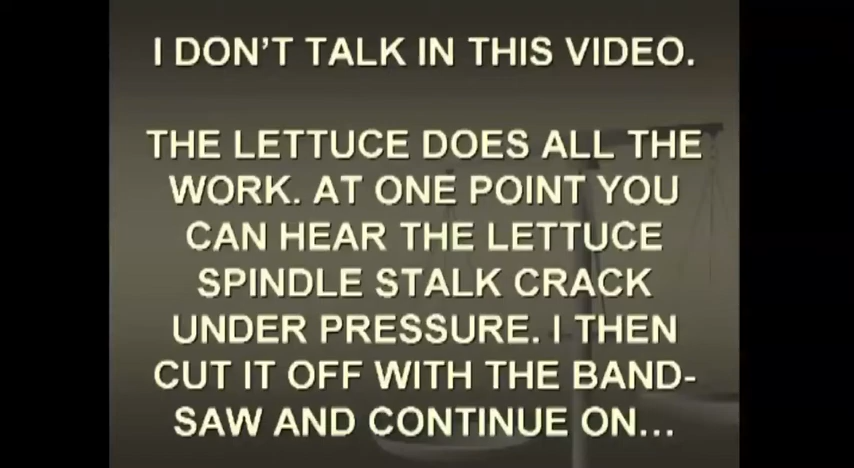 I DON'T TALK IN THIS VIDEO.
THE LETTUCE DOES ALL THE
WORK. AT ONE POINT YOU
CAN HEAR THE LETTUCE
SPINDLE STALK CRACK
UNDER PRESSURE. I THEN
CUT IT OFF WITH THE BAND-
SAW AND CONTINUE ON...